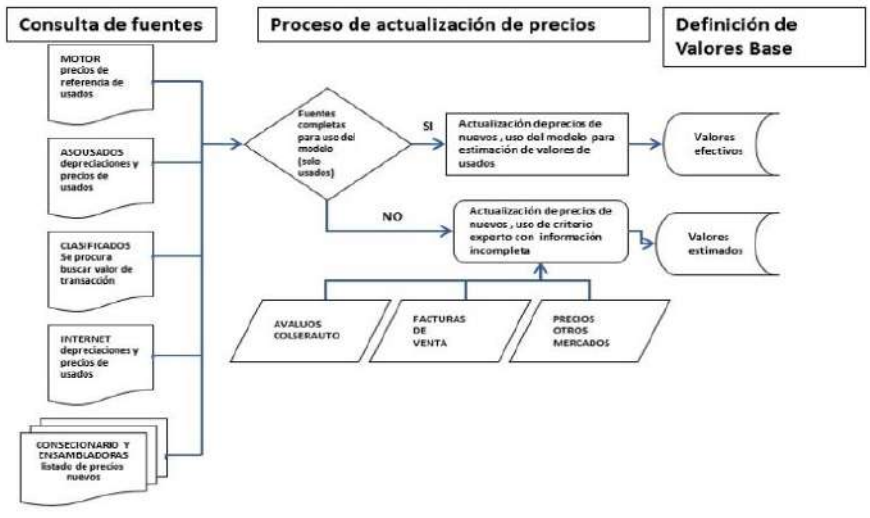 Consulta de fuentes
Proceso de actualización de precios
Definición de
Valores Base
MOTOR
precios de
referencia de
usados
ASOUSADOS
depreciaciones y
precios de
usados
CLASIFICADOS
Se procura
buscar valor de
transacción
INTERNET
depreciaciones y
precios de
usados
CONSECIONARIO Y
ENSAMBLADORAS
listado de precios
nuevos
Fuentes
completas
para uso del
modelo
(solo
usados)
SI
NO
Actualización de precios de
nuevos , uso del modelo para
estimación de valores de
usados
Actualización de precios de
nuevos , uso de criterio
experto con información
incompleta
AVALUOS
COLSERAUTO
FACTURAS
DE
VENTA
PRECIOS
OTROS
MERCADOS
Valores
efectivos
Valores
estimados